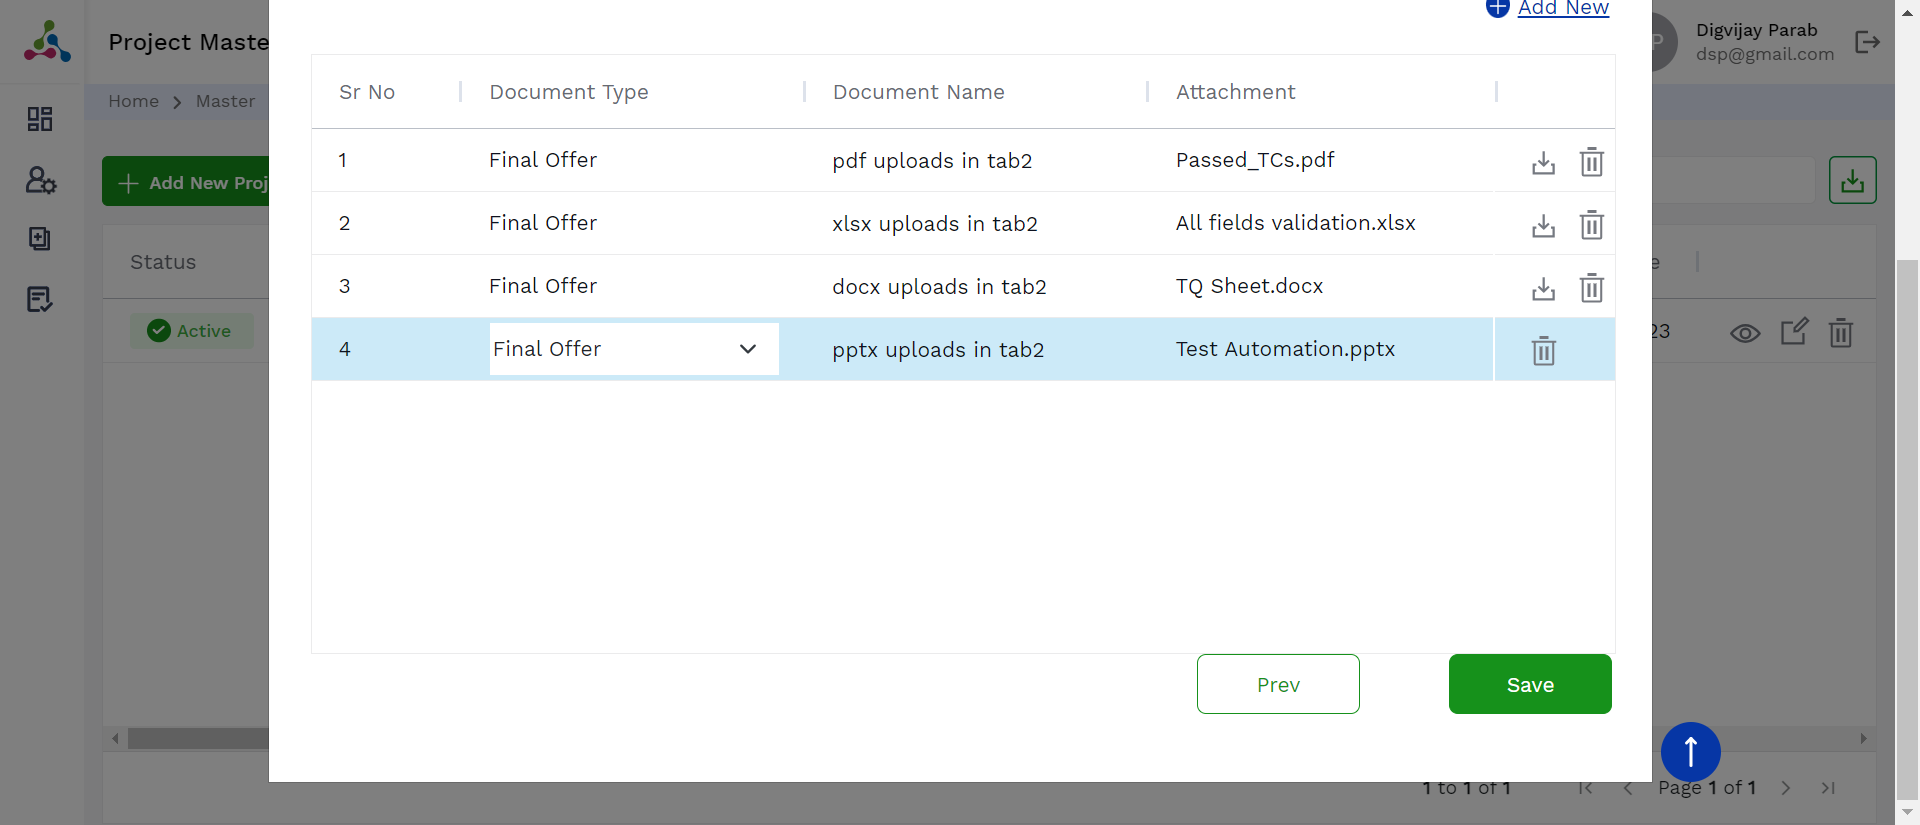 Add New
Project Maste
Digvijay Parab
dsp@gmail.com
P
Home
Master
Sr No
Document Type
Document Name
Attachment
1
Final Offer
pdf uploads in tab2
Passed_TCs.pdf
Add New Proj
2
Final Offer
xlsx uploads in tab2
All fields validation.xlsx
Status
e
3
Final Offer
docx uploads in tab2
TQ Sheet.docx
Active
23
4
Final Offer
pptx uploads in tab2
Test Automation.pptx
Prev
Save
1 to 1 of 1
Page 1 of 1